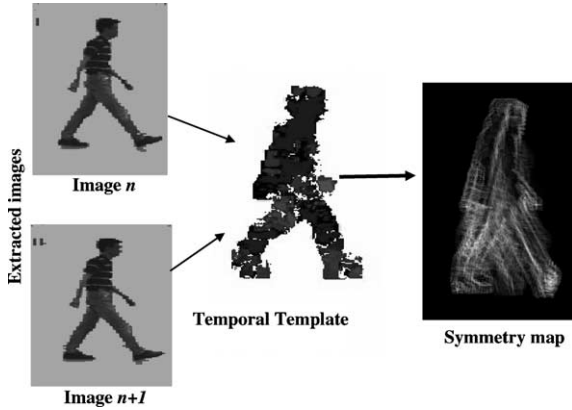 Extracted images
Image n
Image n+1
Temporal Template
Symmetry map